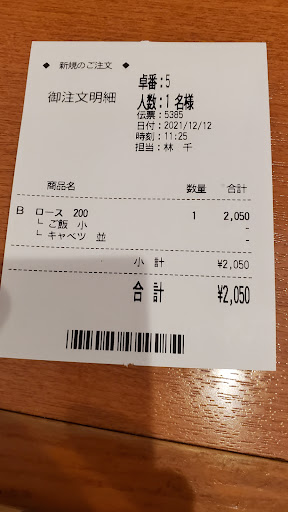 ◆ 新規のご注文 ◆
御注文明細
卓番:5
人数:1 名様
伝票:5385
日付:2021/12/12
時刻:11:25
担当:林 千
商品名 数量 合計
B ロース 200 1 2,050
└ ご飯 小 -
└ キャベツ 並 -
小 計 ¥2,050
合 計 ¥2,050